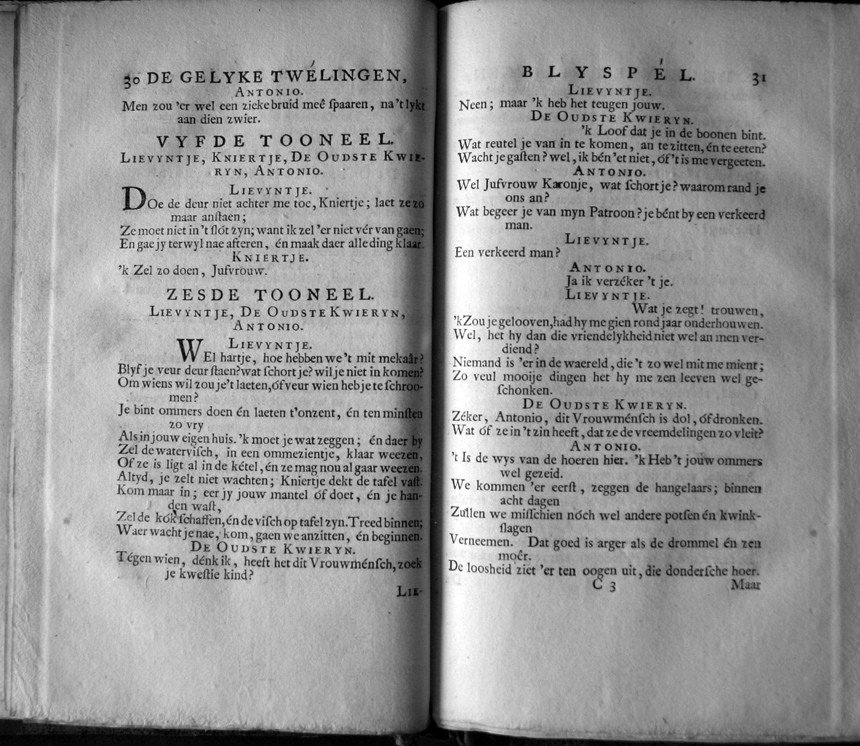 30 DE GELYKE TWÉLINGEN,
ANTONIO.
Men zou 'er wel een ziekebruid meê ſpaaren, na 't lykt
aan dien zwier.
VYFDE TOONEEL.
LIEVYNTJE, KNIERTJE, DE OUDSTE KWIE-
RYN, ANTONIO.
LIEVYNTJE.
DOe de deur niet achter me toe, Kniertje; laet ze zo
maar anſtaen;
Ze moet niet in 't ſlót zyn; want ik zel 'er niet vér van gaen;
En gae jy terwyl nae afteren, én maak daer alle ding klaar.
KNIERTJE.
'k Zel zo doen, Jufvrouw.
ZESDE TOONEEL.
LIEVYNTJE, DE OUDSTE KWIERYN,
ANTONIO.
LIEVYNTJE.
WEl hartje, hoe hebben we 't mit mekaâr?
Blyf je veur deur ſtaen? wat ſchort je? wil je niet in komen?
Om wiens wil zou je 't laeten, óf veur wien heb je te ſchroo-
men?
Je bint ommers doen én laeten t'onzent, én ten minſten
zo vry
Als in jouw eigen huis. 'k moet je wat zeggen; én daer by
Zel de watervifch, in een ommezientje, klaar weezen,
Of ze is ligt al in de kétel, én ze mag nou al gaar weezen.
Altyd, je zelt niet wachten; Kniertje dekt de tafel vaſt.
Kom maar in; eer jy jouw mantel óf doet, én je han-
den waſt,
Zel de kók ſchaffen, én de viſch op tafel zyn. Treed binnen;
Waer wacht je nae, kom, gaen we anzitten, én beginnen.
DE OUDSTE KWIERYN.
Tégen wien, dénk ik, heeft het dit Vrouwménſch, zoek
je kweſtie kind?
LIE-
BLYSPÉL. 31
LIEVYNTJE.
Neen; maar 'k heb het teugen jouw.
DE OUDSTE KWIERYN.
'k Loof dat je in de boonen bint.
Wat reutel je van in te komen, an te zitten, én te eeten?
Wacht je gaſten? wel, ik bén 'et niet, óf 't is me vergeeten.
ANTONIO.
Wel Jufvrouw Karonje, wat ſchort je? waarom rand je
ons an?
Wat begeer je van myn Patroon? je bént by een verkeerd
man.
LIEVYNTJE.
Een verkeerd man?
ANTONIO.
Ja ik verzéker 't je.
LIEVYNTJE.
Wat je zegt! trouwen,
'k Zou je gelooven, had hy me gien rond jaar onderhouwen.
Wel, het hy dan die vriendelykheid niet wel an men ver-
diend?
Niemand is 'er in de waereld, die 't zo wel mit me mient;
Zo veul mooije dingen het hy me zen leeven wel ge-
ſchonken.
DE OUDSTE KWIERYN.
Zéker, Antonio, dit Vrouwménſch is dol, óf dronken.
Wat óf ze in 't zin heeft, dat ze de vreemdelingen zo vleit?
ANTONIO.
't Is de wys van de hoeren hier. 'k Heb 't jouw ommers
wel gezeid.
We kommen 'er eerſt, zeggen de hangelaars; binnen
acht dagen
Zullen we miſſchien nóch wel andere potſen én kwink-
ſlagen
Verneemen. Dat goed is arger als de drommel én zen
moêr.
De loosheid ziet 'er ten oogen uit, die donderſche hoer.
C 3 Maar